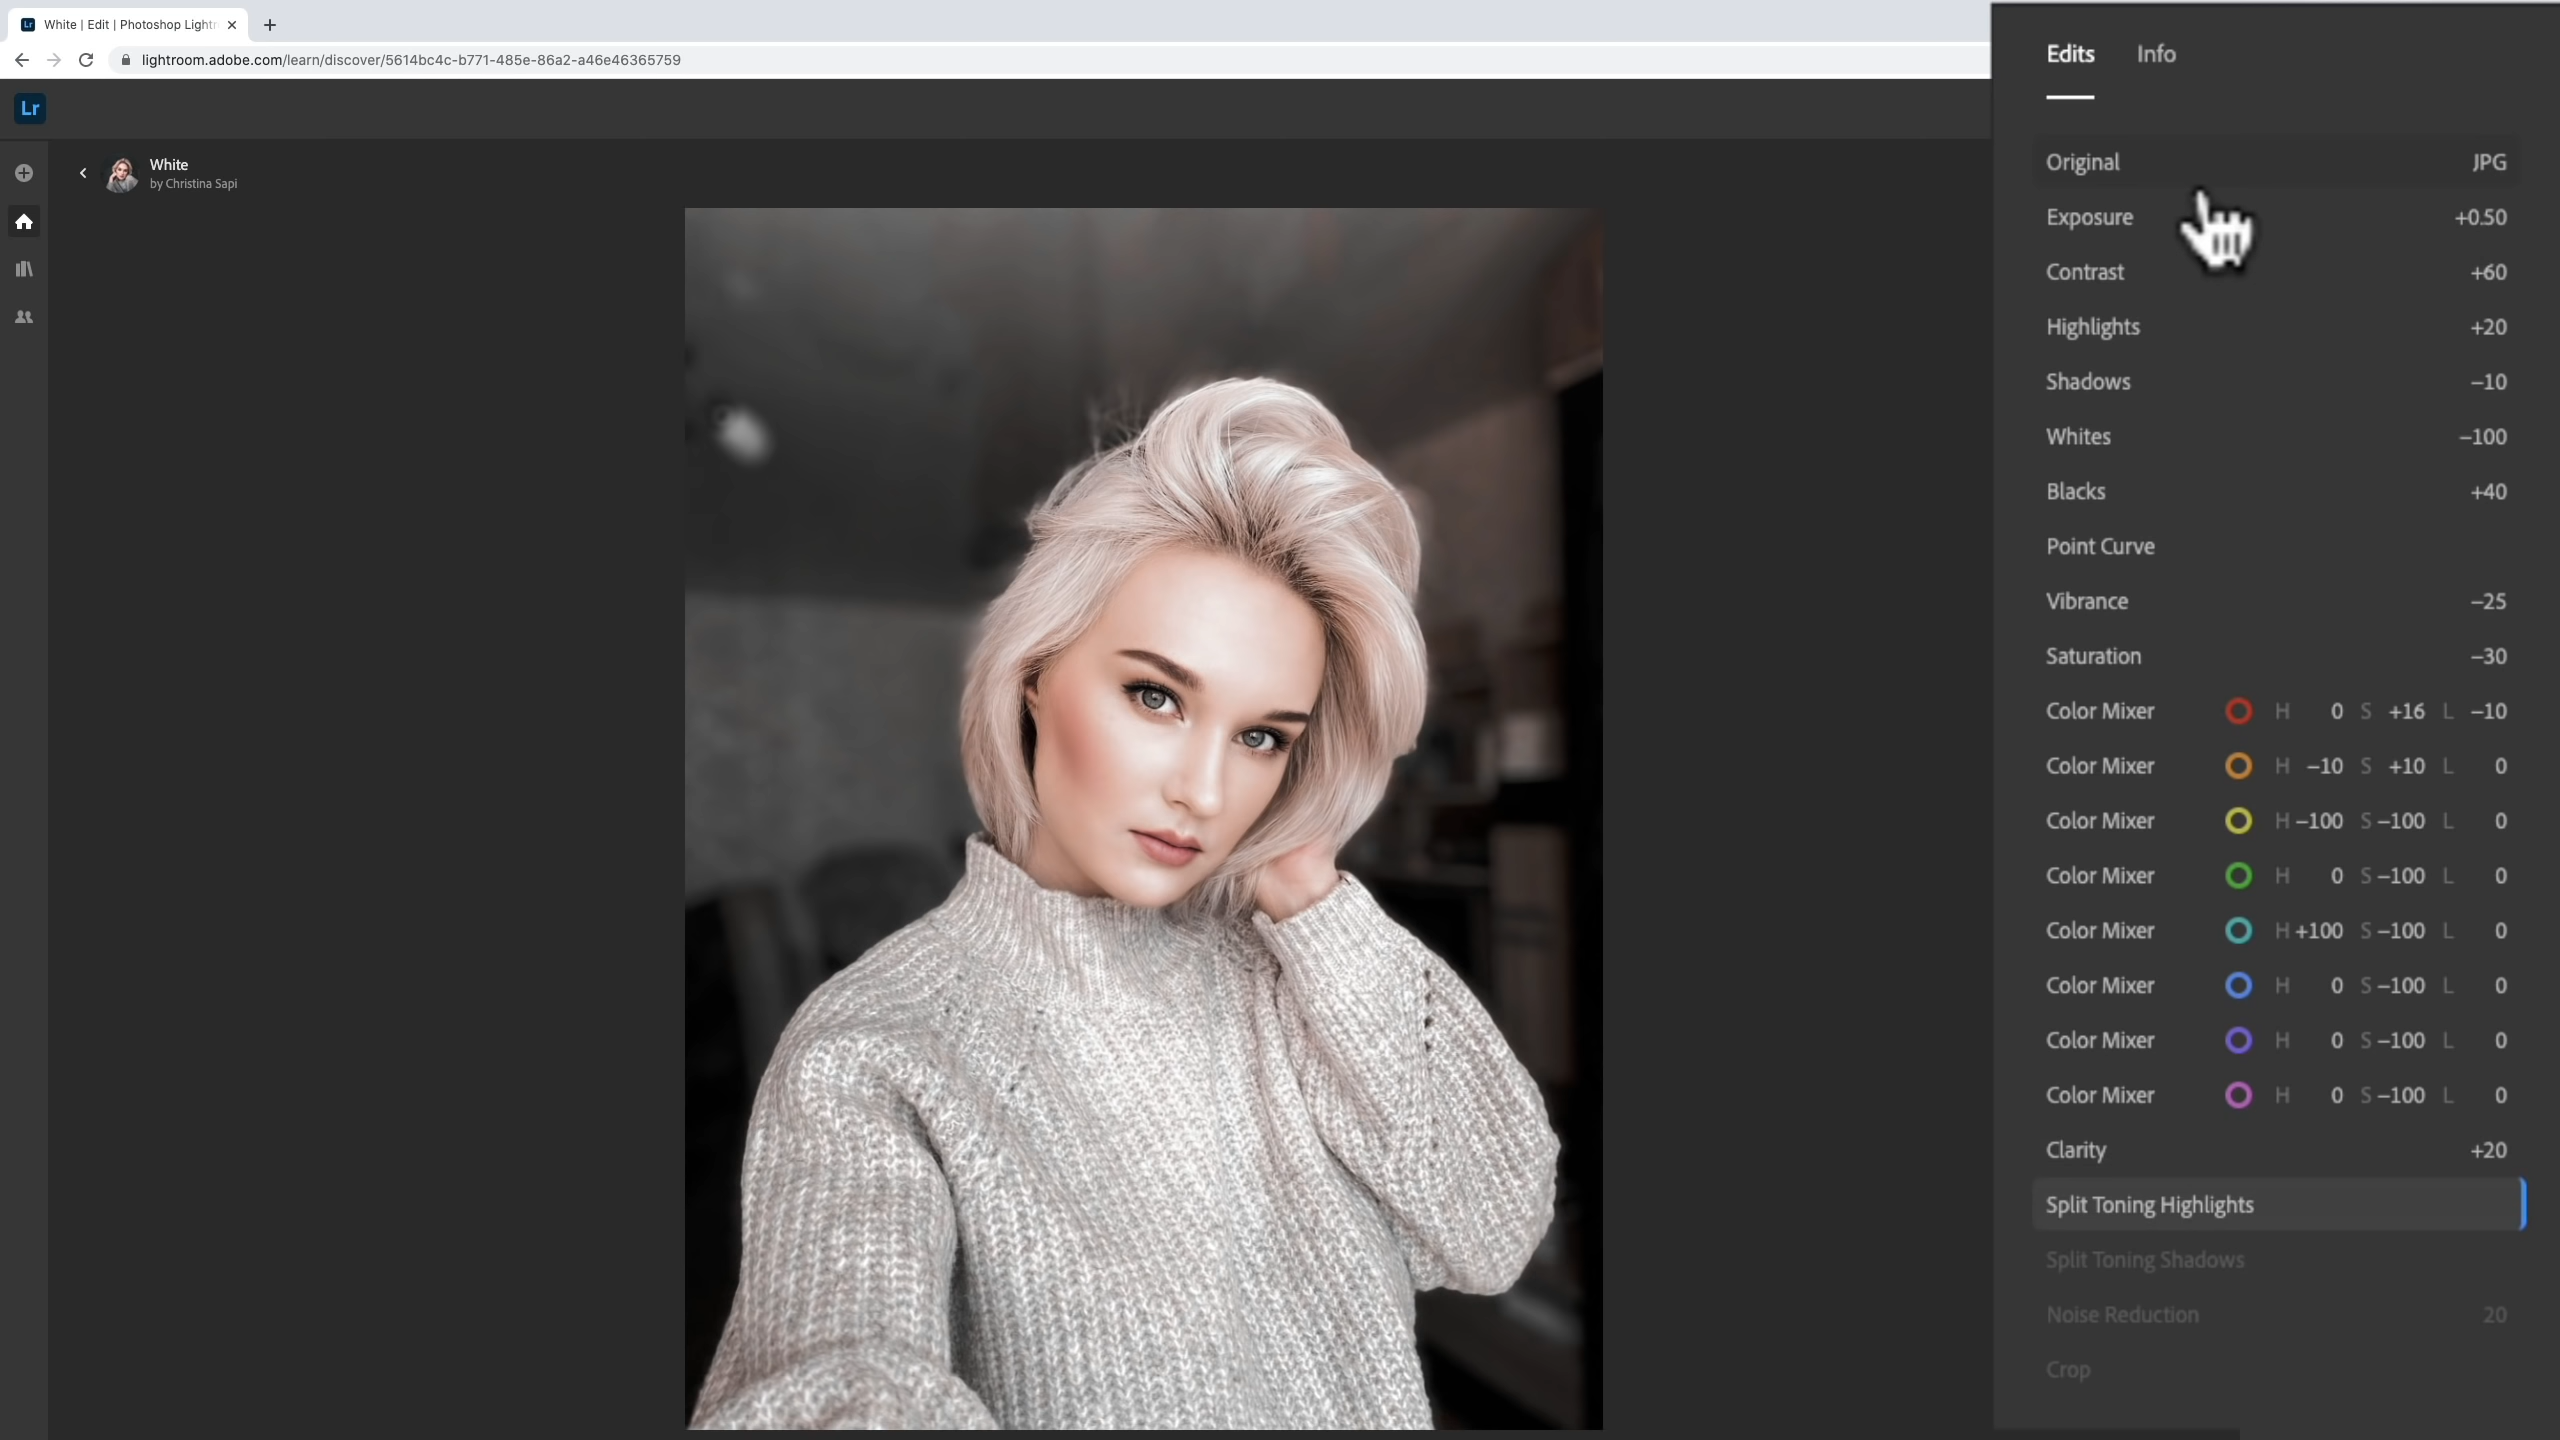 White | Edit | Photoshop Lightr
lightroom.adobe.com/learn/discover/5614bc4c-b771-485e-86a2-a46e46365759
Lr
White
by Christina Sapi
Edits Info
Original JPG
Exposure +0.50
Contrast +60
Highlights +20
Shadows –10
Whites –100
Blacks +40
Point Curve
Vibrance –25
Saturation –30
Color Mixer H 0 S +16 L –10
Color Mixer H –10 S +10 L 0
Color Mixer H –100 S –100 L 0
Color Mixer H 0 S –100 L 0
Color Mixer H +100 S –100 L 0
Color Mixer H 0 S –100 L 0
Color Mixer H 0 S –100 L 0
Color Mixer H 0 S –100 L 0
Clarity +20
Split Toning Highlights
Split Toning Shadows
Noise Reduction 20
Crop